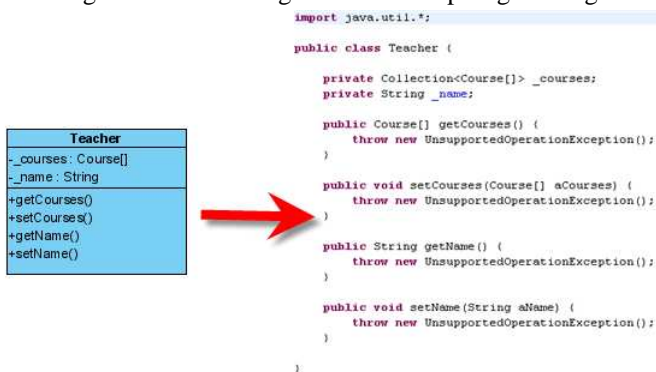 import java.util.*;
public class Teacher {
private Collection<Course[]> _courses;
private String _name;
public Course[] getCourses() {
throw new UnsupportedOperationException();
}
public void setCourses(Course[] aCourses) {
throw new UnsupportedOperationException();
}
public String getName() {
throw new UnsupportedOperationException();
}
public void setName(String aName) {
throw new UnsupportedOperationException();
}
}
Teacher
-_courses : Course[]
-_name : String
+getCourses()
+setCourses()
+getName()
+setName()